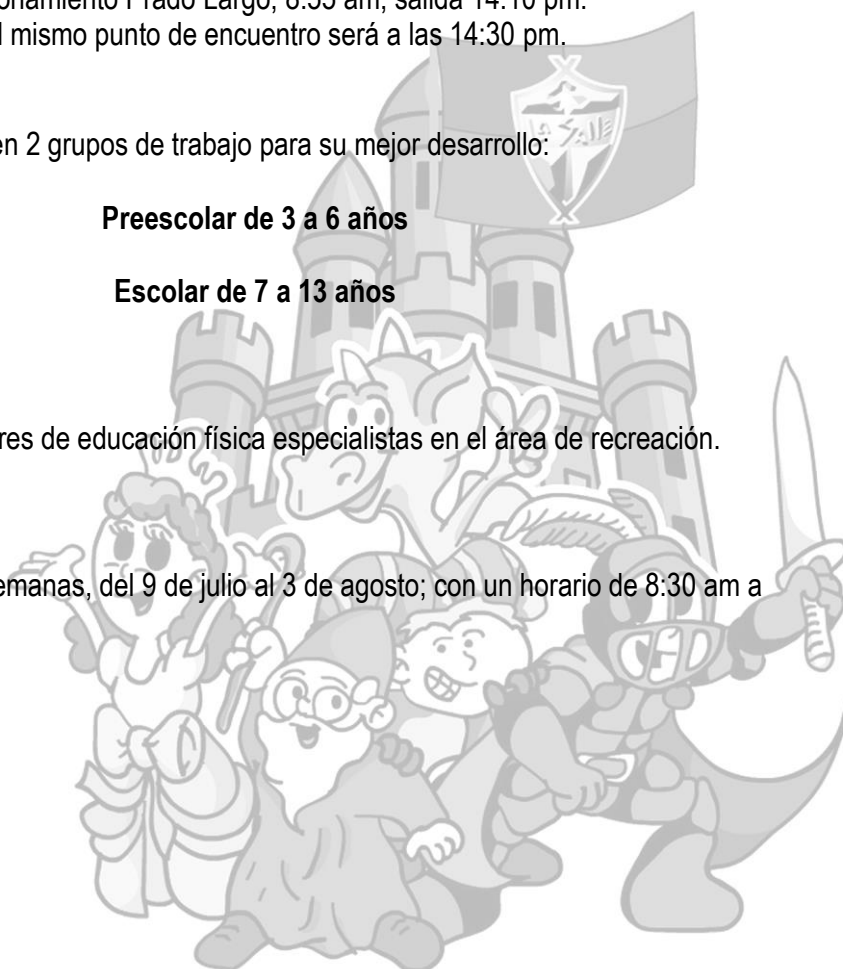 onamiento Prado Largo, 8:55 am, salida 14:10 pm.
l mismo punto de encuentro será a las 14:30 pm.
en 2 grupos de trabajo para su mejor desarrollo:
Preescolar de 3 a 6 años
Escolar de 7 a 13 años
res de educación física especialistas en el área de recreación.
emanas, del 9 de julio al 3 de agosto; con un horario de 8:30 am a
La Salle